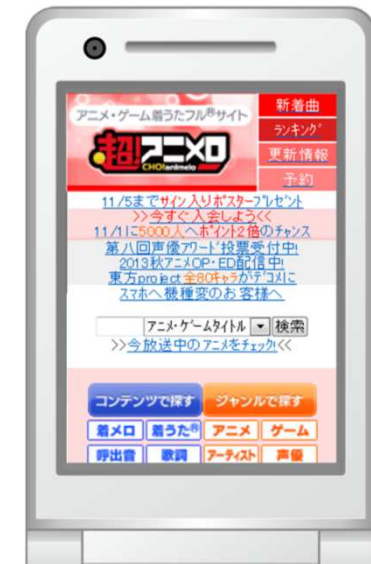 アニメ・ゲーム着うたフル®サイト
超!アニメロ
CHO!animelo
新着曲
ランキング
更新情報
予約
11/5までサイン入りポスタープレゼント
>>今すぐ入会しよう<<
11/1に5000人へポイント2倍のチャンス
第八回声優アワード投票受付中!
2013秋アニメOP・ED配信中!
東方project全80キャラがデコメに
スマホへ機種変のお客様へ
アニメ・ゲームタイトル 検索
>>今放送中のアニメをチェック!<<
コンテンツで探す ジャンルで探す
着メロ 着うた® アニメ ゲーム
呼出音 歌詞 アーティスト 声優